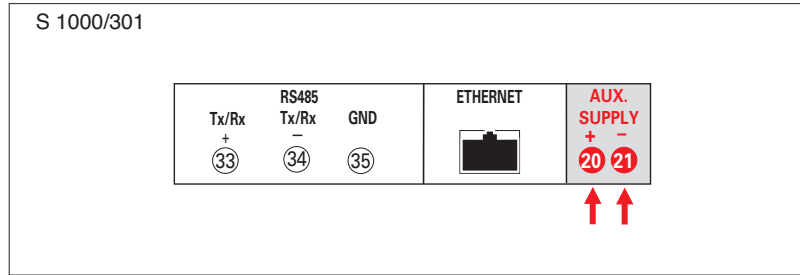 S 1000/301
RS485
Tx/Rx Tx/Rx GND
+ −
33 34 35
ETHERNET
AUX.
SUPPLY
+ −
20 21